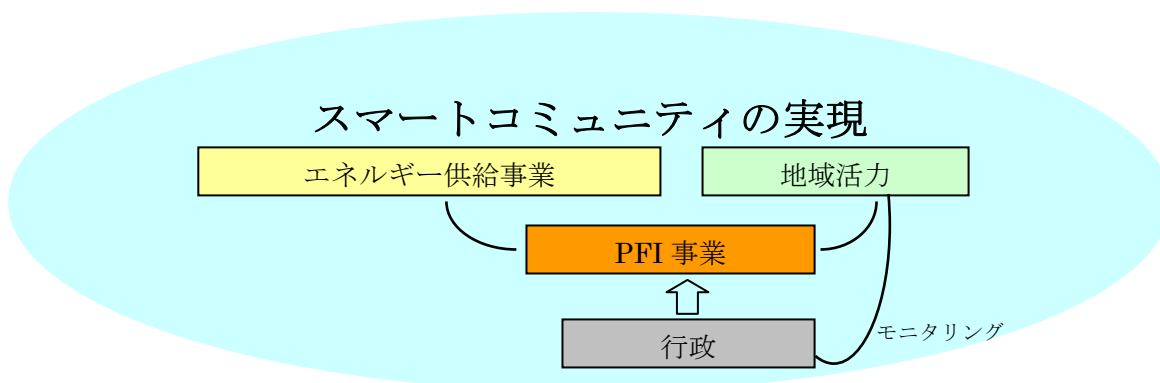 スマートコミュニティの実現
エネルギー供給事業
地域活力
PFI 事業
行政
モニタリング